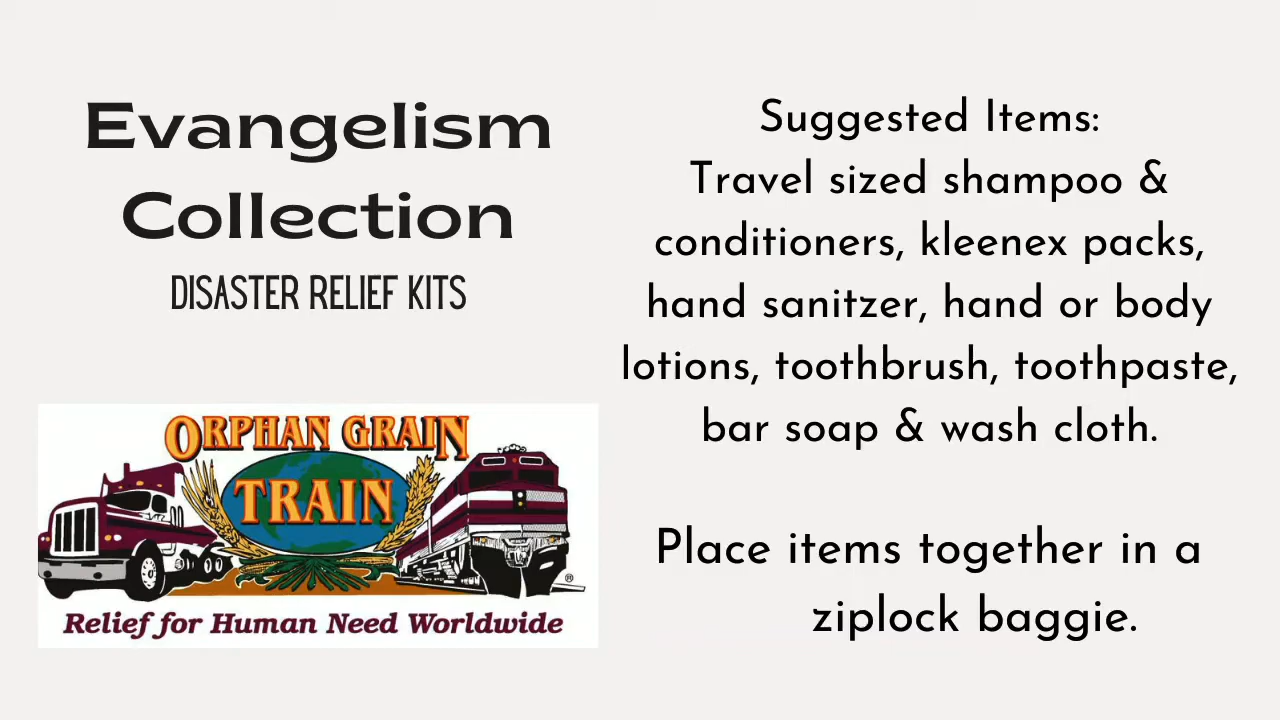 Evangelism
Collection
DISASTER RELIEF KITS
ORPHAN GRAIN
TRAIN
®
Relief for Human Need Worldwide
Suggested Items:
Travel sized shampoo &
conditioners, kleenex packs,
hand sanitzer, hand or body
lotions, toothbrush, toothpaste,
bar soap & wash cloth.
Place items together in a
ziplock baggie.